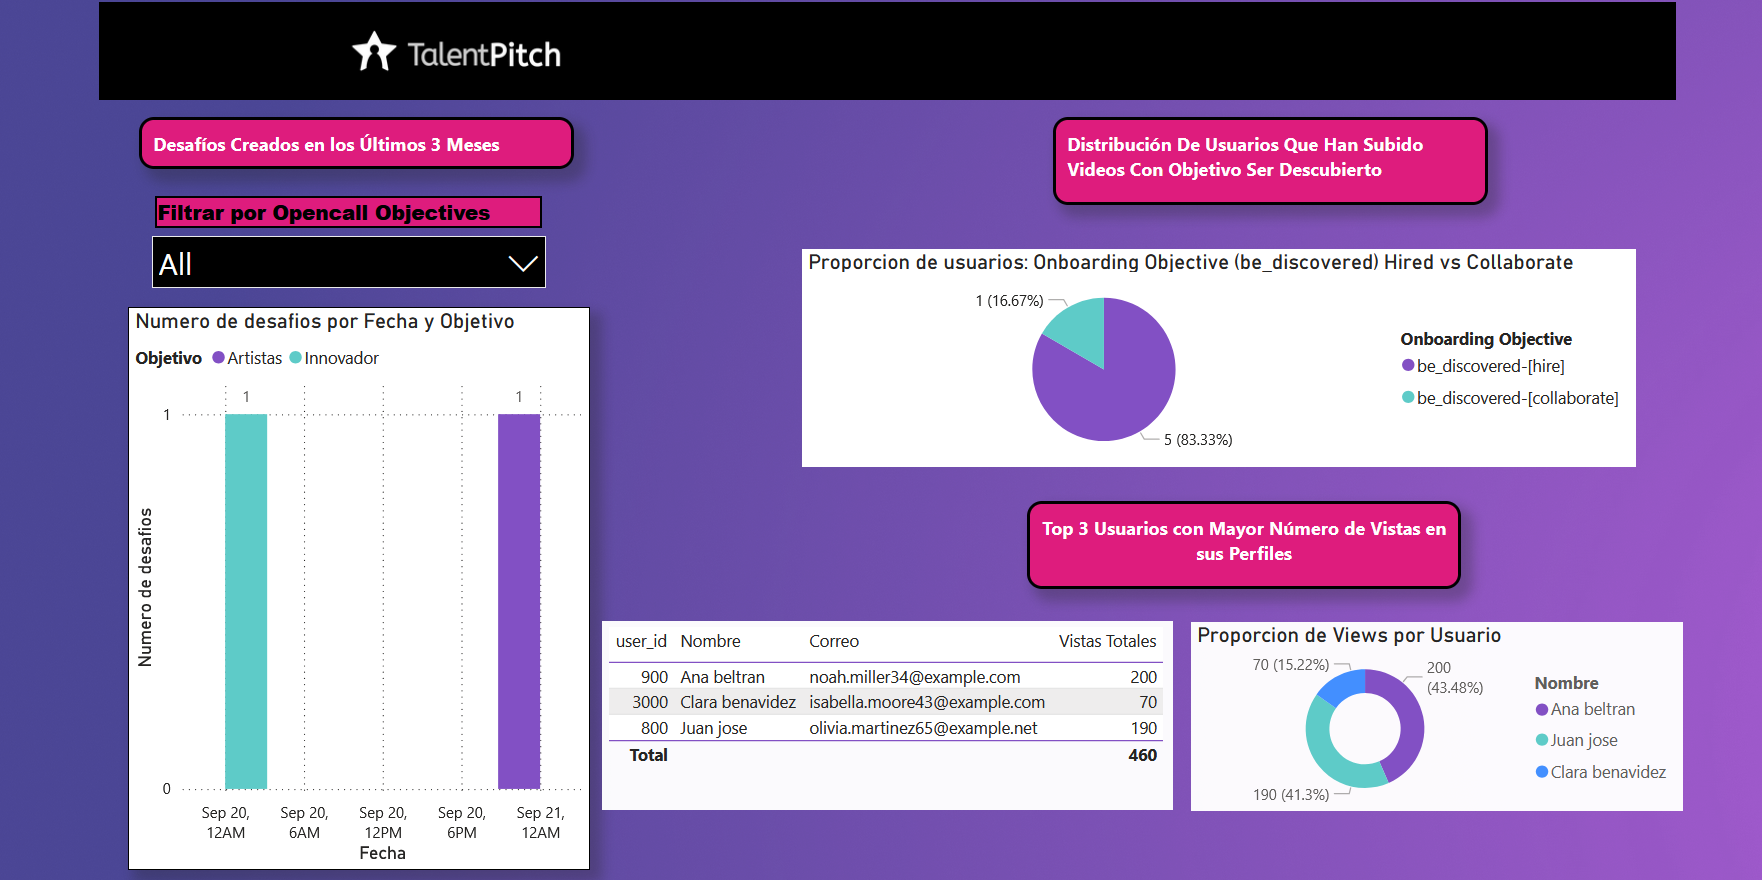 TalentPitch
Desafíos Creados en los Últimos 3 Meses
Filtrar por Opencall Objectives
All
Numero de desafios por Fecha y Objetivo
Objetivo Artistas Innovador
1 1
1
0
Numero de desafios
Sep 20, Sep 20, Sep 20, Sep 20, Sep 21,
12AM 6AM 12PM 6PM 12AM
Fecha
Distribución De Usuarios Que Han Subido
Videos Con Objetivo Ser Descubierto
Proporcion de usuarios: Onboarding Objective (be_discovered) Hired vs Collaborate
1 (16.67%)
5 (83.33%)
Onboarding Objective
be_discovered-[hire]
be_discovered-[collaborate]
Top 3 Usuarios con Mayor Número de Vistas en
sus Perfiles
user_id Nombre Correo Vistas Totales
900 Ana beltran noah.miller34@example.com 200
3000 Clara benavidez isabella.moore43@example.com 70
800 Juan jose olivia.martinez65@example.net 190
Total 460
Proporcion de Views por Usuario
70 (15.22%)
200
(43.48%)
190 (41.3%)
Nombre
Ana beltran
Juan jose
Clara benavidez